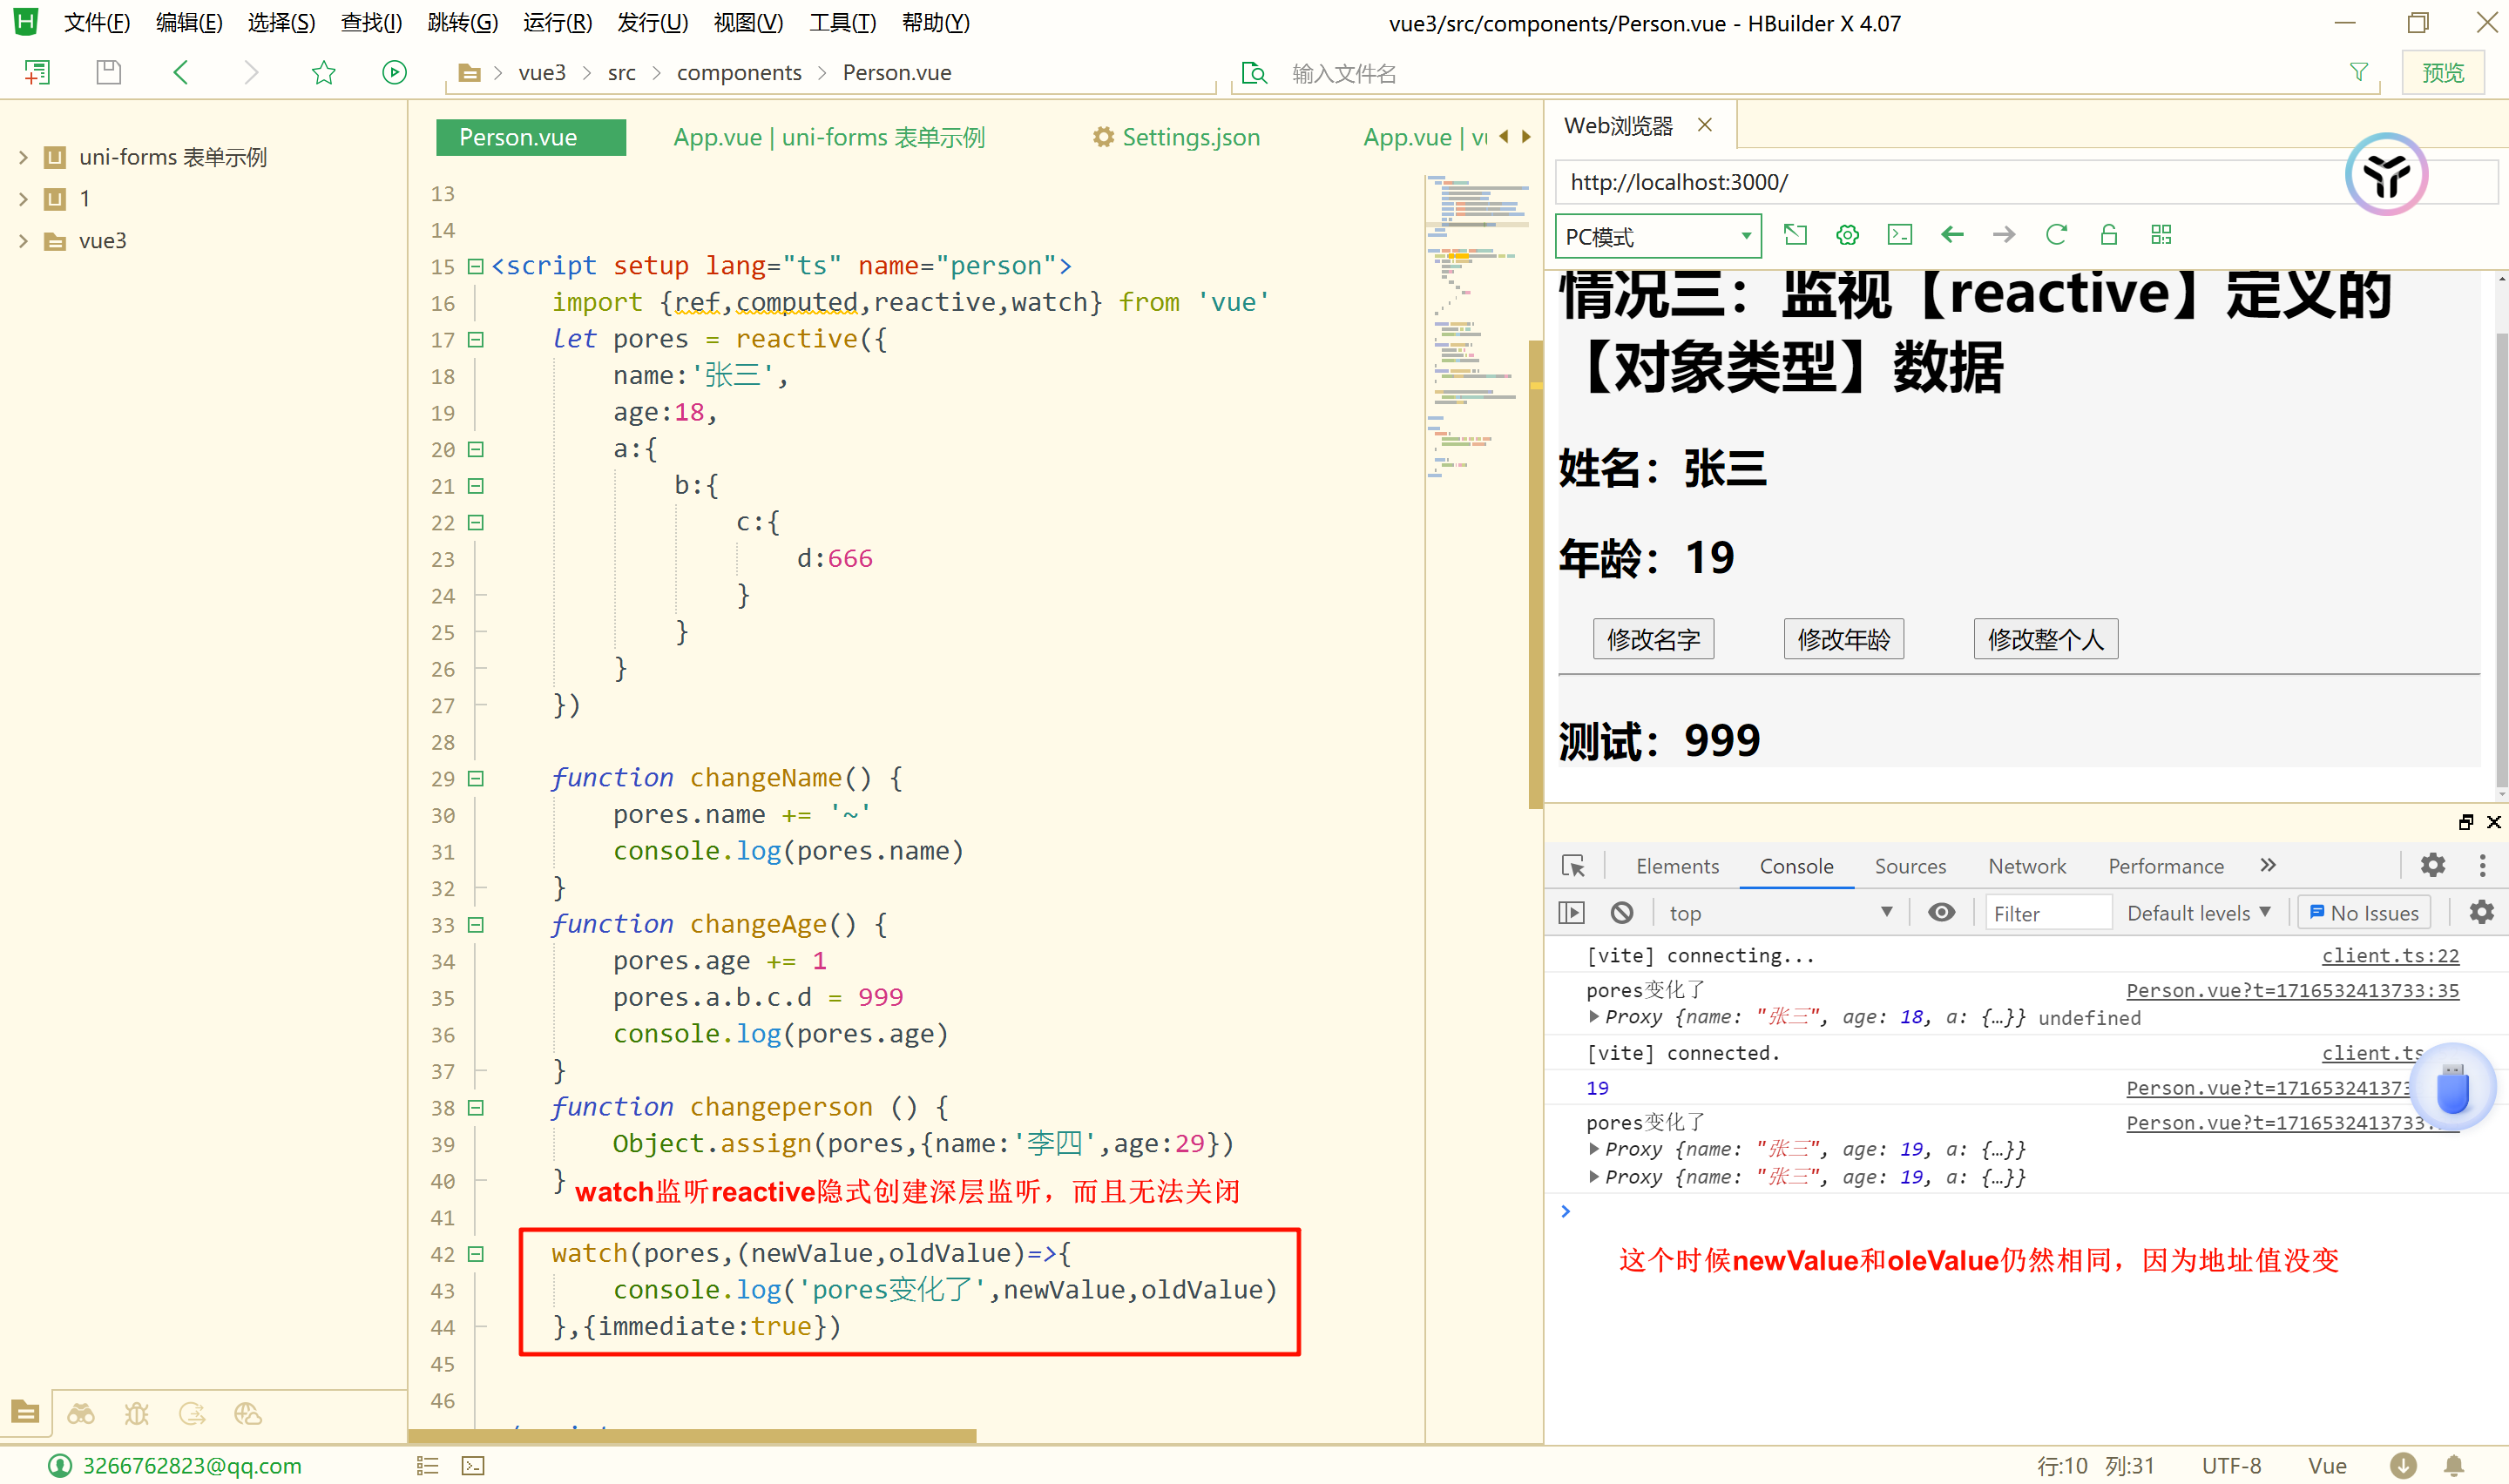 文件(F) 编辑(E) 选择(S) 查找(I) 跳转(G) 运行(R) 发行(U) 视图(V) 工具(T) 帮助(Y)
vue3/src/components/Person.vue - HBuilder X 4.07
vue3 src components Person.vue
输入文件名
预览
uni-forms 表单示例
1
vue3
Person.vue
App.vue | uni-forms 表单示例
Settings.json
App.vue |
13
14
15 <script setup lang="ts" name="person">
16 import {ref,computed,reactive,watch} from 'vue'
17 let pores = reactive({
18 name:'张三',
19 age:18,
20 a:{
21 b:{
22 c:{
23 d:666
24 }
25 }
26 }
27 })
28
29 function changeName() {
30 pores.name += '~'
31 console.log(pores.name)
32 }
33 function changeAge() {
34 pores.age += 1
35 pores.a.b.c.d = 999
36 console.log(pores.age)
37 }
38 function changeperson () {
39 Object.assign(pores,{name:'李四',age:29})
40 }
watch监听reactive隐式创建深层监听，而且无法关闭
41
42 watch(pores,(newValue,oldValue)=>{
43 console.log('pores变化了',newValue,oldValue)
44 },{immediate:true})
45
46
Web浏览器
http://localhost:3000/
PC模式
情况三：监视【reactive】定义的
【对象类型】数据
姓名：张三
年龄：19
修改名字 修改年龄 修改整个人
测试：999
Elements Console Sources Network Performance
top Filter Default levels No Issues
[vite] connecting... client.ts:22
pores变化了 Person.vue?t=1716532413733:35
Proxy {name: "张三", age: 18, a: {…}} undefined
[vite] connected. client.ts
19 Person.vue?t=171653241373
pores变化了 Person.vue?t=1716532413733:
Proxy {name: "张三", age: 19, a: {…}}
Proxy {name: "张三", age: 19, a: {…}}
这个时候newValue和oleValue仍然相同，因为地址值没变
3266762823@qq.com
行:10 列:31 UTF-8 Vue